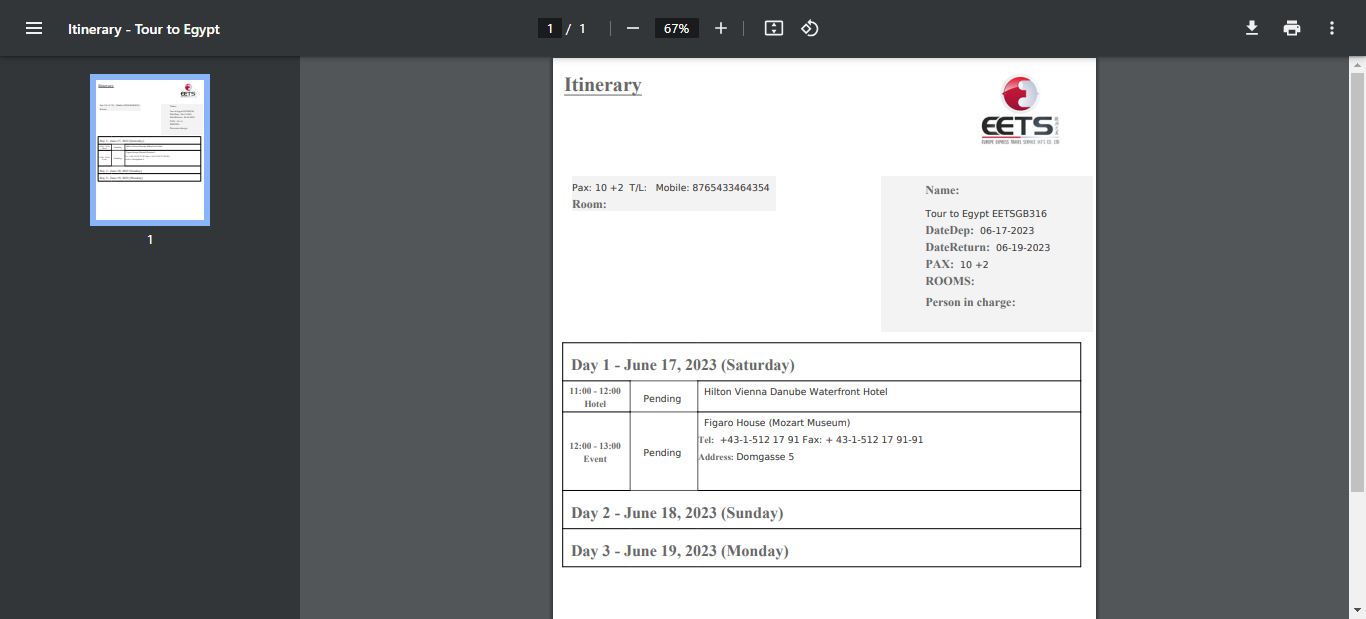 Itinerary - Tour to Egypt
1 / 1
67%
1
Itinerary
EETS
EUROPE EXPRESS TRAVEL SERVICE INT'L CO. LTD
Pax: 10 +2 T/L: Mobile: 8765433464354
Room:
Name:
Tour to Egypt EETSGB316
DateDep: 06-17-2023
DateReturn: 06-19-2023
PAX: 10 +2
ROOMS:
Person in charge:
Day 1 - June 17, 2023 (Saturday)
11:00 - 12:00
Hotel
Pending
Hilton Vienna Danube Waterfront Hotel
12:00 - 13:00
Event
Pending
Figaro House (Mozart Museum)
Tel: +43-1-512 17 91 Fax: + 43-1-512 17 91-91
Address: Domgasse 5
Day 2 - June 18, 2023 (Sunday)
Day 3 - June 19, 2023 (Monday)